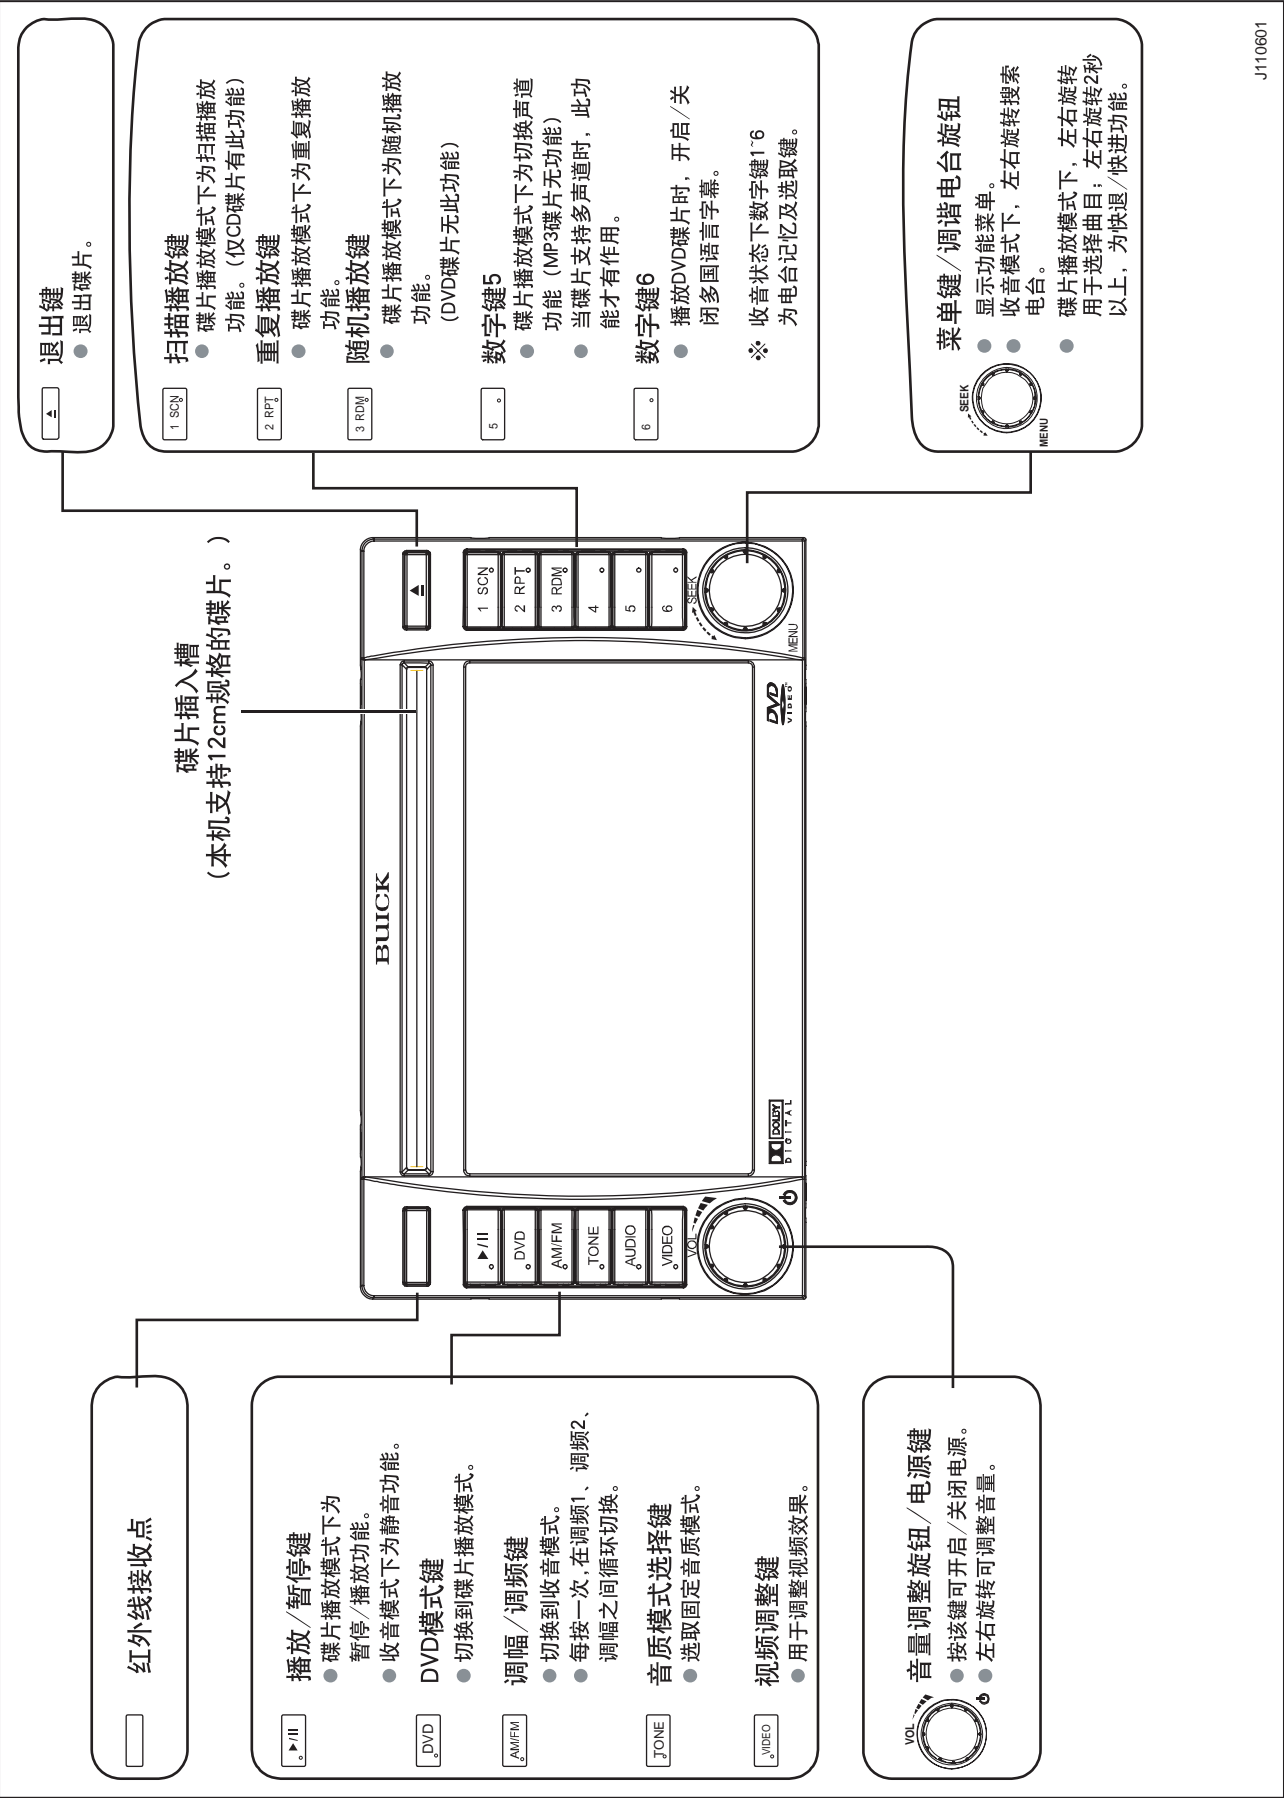 红外线接收点
播放/暂停键
碟片播放模式下为
暂停/播放功能。
收音模式下为静音功能。
DVD模式键
切换到碟片播放模式。
调幅/调频键
切换到收音模式。
每按一次,在调频1、调频2、
调幅之间循环切换。
音质模式选择键
选取固定音质模式。
视频调整键
用于调整视频效果。
▶/II
DVD
AM/FM
TONE
VIDEO
音量调整旋钮/电源键
按该键可开启/关闭电源。
左右旋转可调整音量。
VOL
碟片插入槽
(本机支持12cm规格的碟片。)
BUICK
▶/II
DVD
AM/FM
TONE
AUDIO
VIDEO
VOL
DOLBY
DIGITAL
DVD
VIDEO
1 SCN
2 RPT
3 RDM
4
5
6
SEEK
MENU
退出键
退出碟片。
1 SCN
扫描播放键
碟片播放模式下为扫描播放
功能。(仅CD碟片有此功能)
2 RPT
重复播放键
碟片播放模式下为重复播放
功能。
3 RDM
随机播放键
碟片播放模式下为随机播放
功能。
(DVD碟片无此功能)
5
数字键5
碟片播放模式下为切换声道
功能(MP3碟片无功能)
当碟片支持多声道时,此功
能才有作用。
6
数字键6
播放DVD碟片时,开启/关
闭多国语言字幕。
※ 收音状态下数字键1~6
为电台记忆及选取键。
SEEK
MENU
菜单键/调谐电台旋钮
显示功能菜单。
收音模式下,左右旋转搜索
电台。
碟片播放模式下,左右旋转
用于选择曲目;左右旋转2秒
以上,为快退/快进功能。
J110601